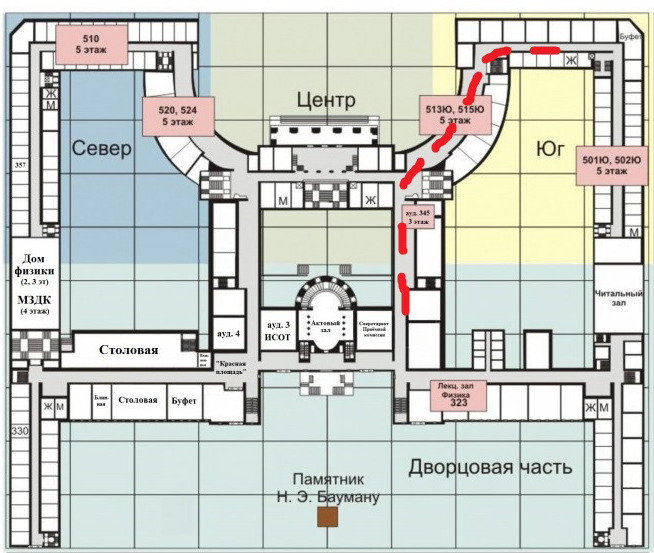 Буфет
510
5 этаж
Ж
Ж
М
520, 524
5 этаж
Центр
513Ю, 515Ю
5 этаж
Север
Юг
357
501Ю, 502Ю
5 этаж
М
Ж
ауд. 345
3 этаж
М
Дом
физики
(2, 3 эт)
МЗДК
(4 этаж)
Читальный
зал
ауд. 4
ауд. 3
ИСОТ
Актовый
зал
Секретариат
Приёмной
комиссии
Столовая
"Красная
площадь"
Ж М
Столовая
Буфет
Лекц. зал
Физика
323
Ж М
330
Дворцовая часть
Памятник
Н. Э. Бауману